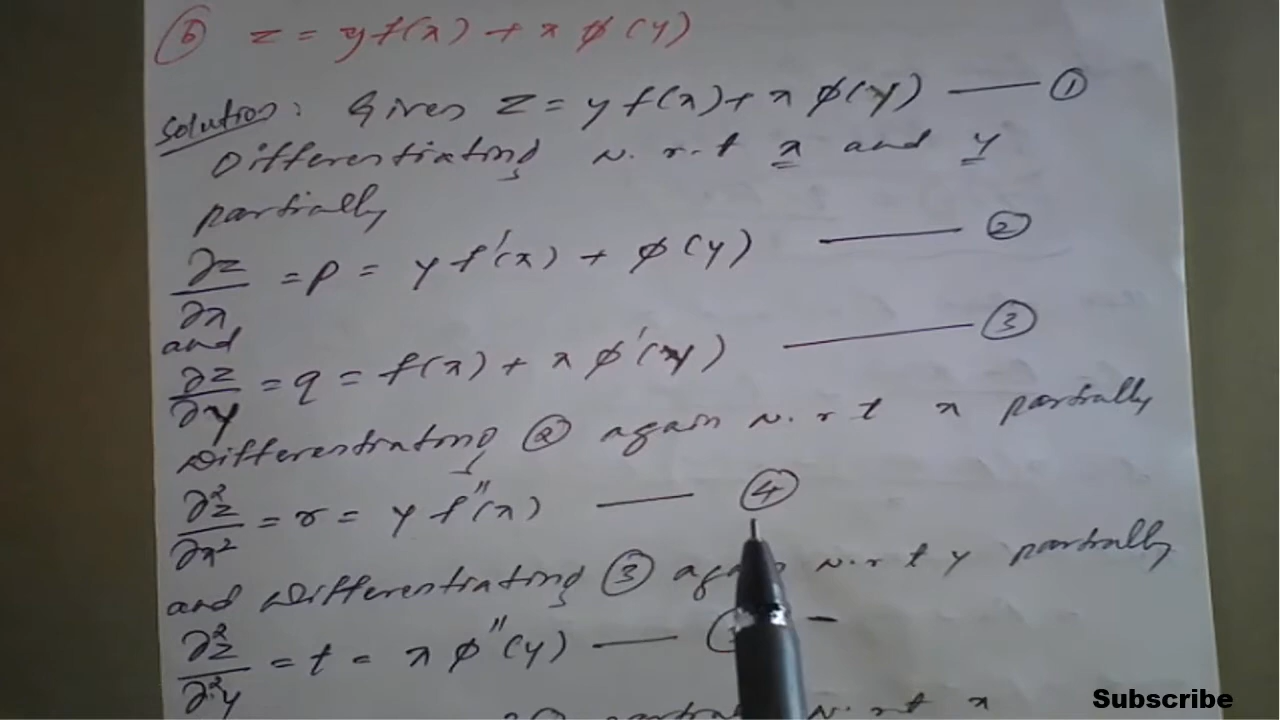 ⑥ z = y f(x) + x ϕ(y)
Solution: Given z = y f(x) + x ϕ(y) —— ①
Differentiating w.r.t x and y
partially
∂z/∂x = p = y f'(x) + ϕ(y) —— ②
and
∂z/∂y = q = f(x) + x ϕ'(y) —— ③
Differentiating ② again w.r.t x partially
∂²z/∂x² = r = y f''(x) —— ④
and Differentiating ③ again w.r.t y partially
∂²z/∂²y = t = x ϕ''(y) ——
w.r.t x
Subscribe